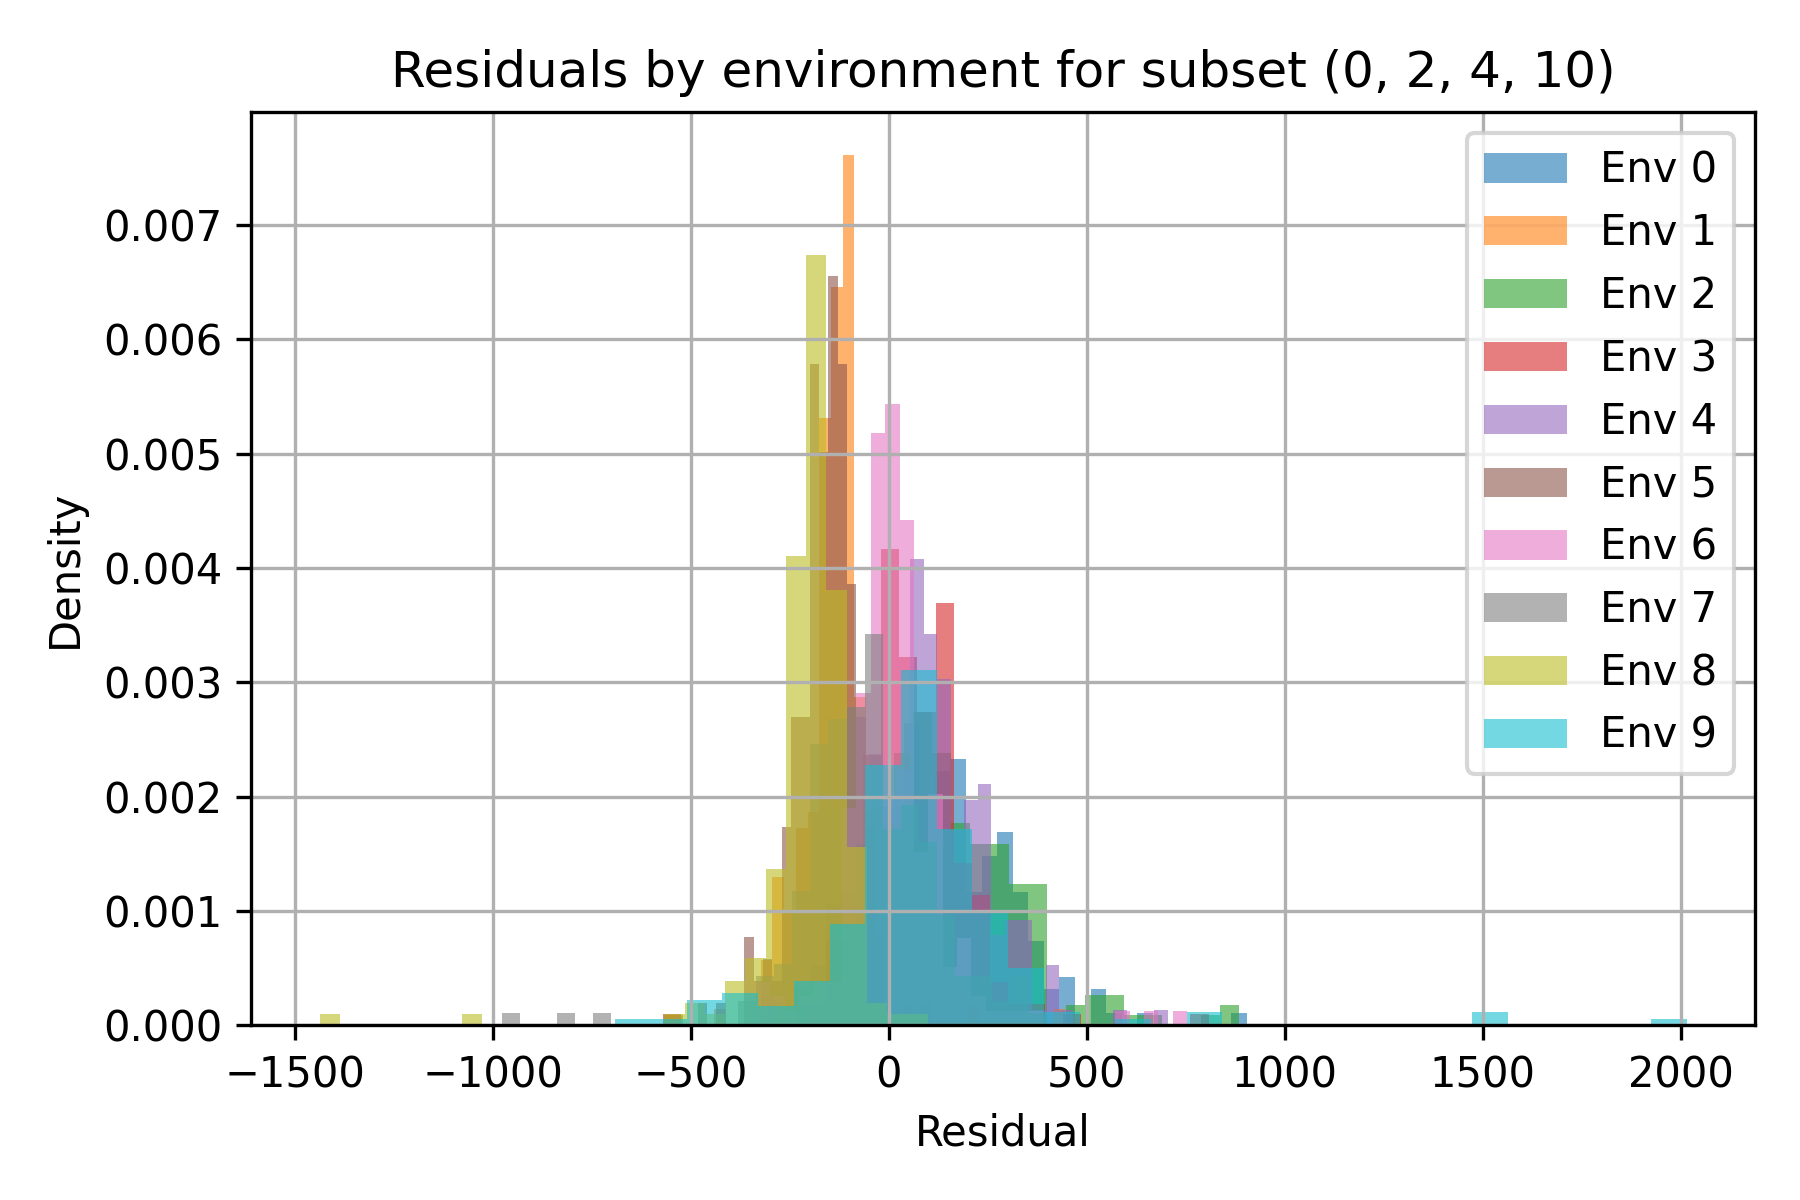 Residuals by environment for subset (0, 2, 4, 10)
Env 0
Env 1
Env 2
Env 3
Env 4
Env 5
Env 6
Env 7
Env 8
Env 9
0.007
0.006
0.005
0.004
0.003
0.002
0.001
0.000
Density
−1500 −1000 −500 0 500 1000 1500 2000
Residual